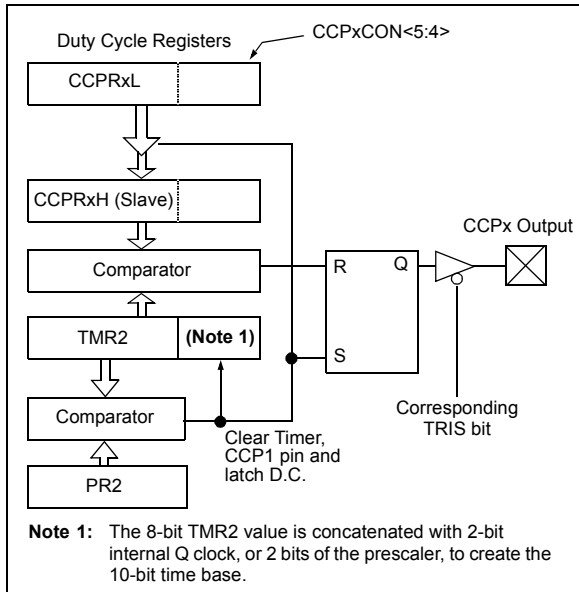 Duty Cycle Registers
CCPxCON<5:4>
CCPRxL
CCPRxH (Slave)
CCPx Output
Comparator
R
Q
TMR2
(Note 1)
S
Comparator
Clear Timer,
CCP1 pin and
latch D.C.
Corresponding
TRIS bit
PR2
Note 1: The 8-bit TMR2 value is concatenated with 2-bit
internal Q clock, or 2 bits of the prescaler, to create the
10-bit time base.